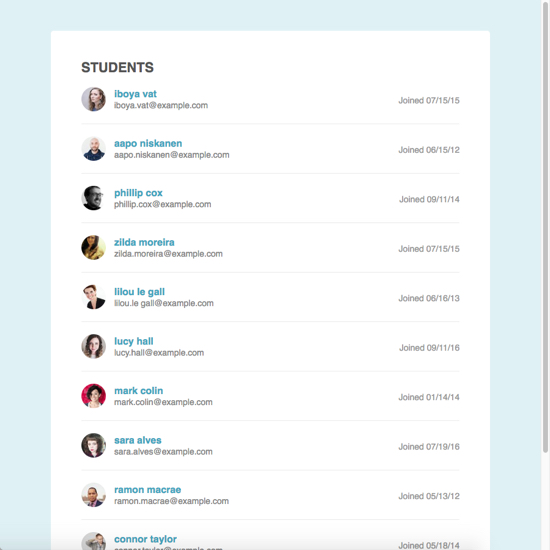 STUDENTS
iboya vat
iboya.vat@example.com
Joined 07/15/15
aapo niskanen
aapo.niskanen@example.com
Joined 06/15/12
phillip cox
phillip.cox@example.com
Joined 09/11/14
zilda moreira
zilda.moreira@example.com
Joined 07/15/15
lilou le gall
lilou.le gall@example.com
Joined 06/16/13
lucy hall
lucy.hall@example.com
Joined 09/11/16
mark colin
mark.colin@example.com
Joined 01/14/14
sara alves
sara.alves@example.com
Joined 07/19/16
ramon macrae
ramon.macrae@example.com
Joined 05/13/12
connor taylor
connor.taylor@example.com
Joined 05/18/14